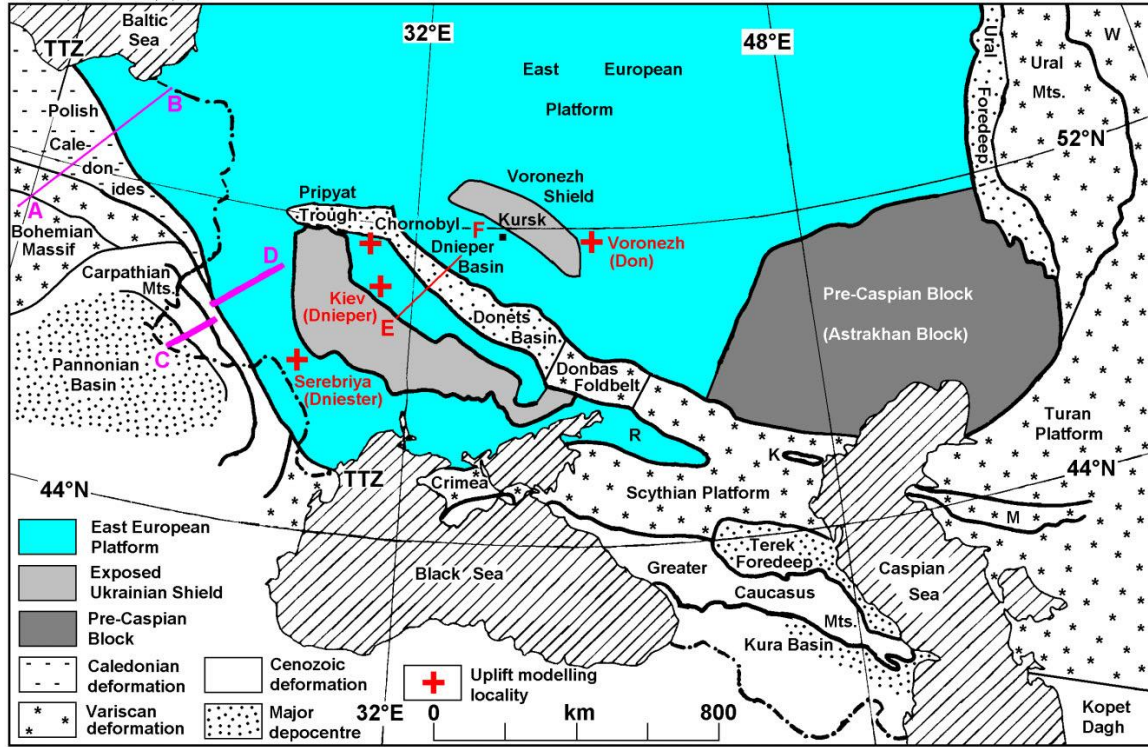 Baltic
Sea
32°E
48°E
TTZ
East European
Platform
Ural
Foredeep
Ural
Mts.
W
52°N
B
Polish
Cale-
don
ides
A
Bohemian
Massif
Pripyat
Trough
Chornobyl
F
Kursk
Voronezh
Shield
Dnieper
Basin
Voronezh
(Don)
Carpathian
Mts.
D
Kiev
(Dnieper)
E
Donets
Basin
Pre-Caspian Block
(Astrakhan Block)
C
Pannonian
Basin
Serebriya
(Dniester)
Donbas
Foldbelt
R
K
Turan
Platform
44°N
44°N
TTZ
Crimea
Scythian Platform
M
East European
Platform
Exposed
Ukrainian Shield
Pre-Caspian
Block
Caledonian
deformation
Variscan
deformation
Cenozoic
deformation
Major
depocentre
Uplift modelling
locality
Black Sea
Greater
Caucasus
Mts.
Terek
Foredeep
Kura Basin
Caspian
Sea
Kopet
Dagh
32°E
0 km 800